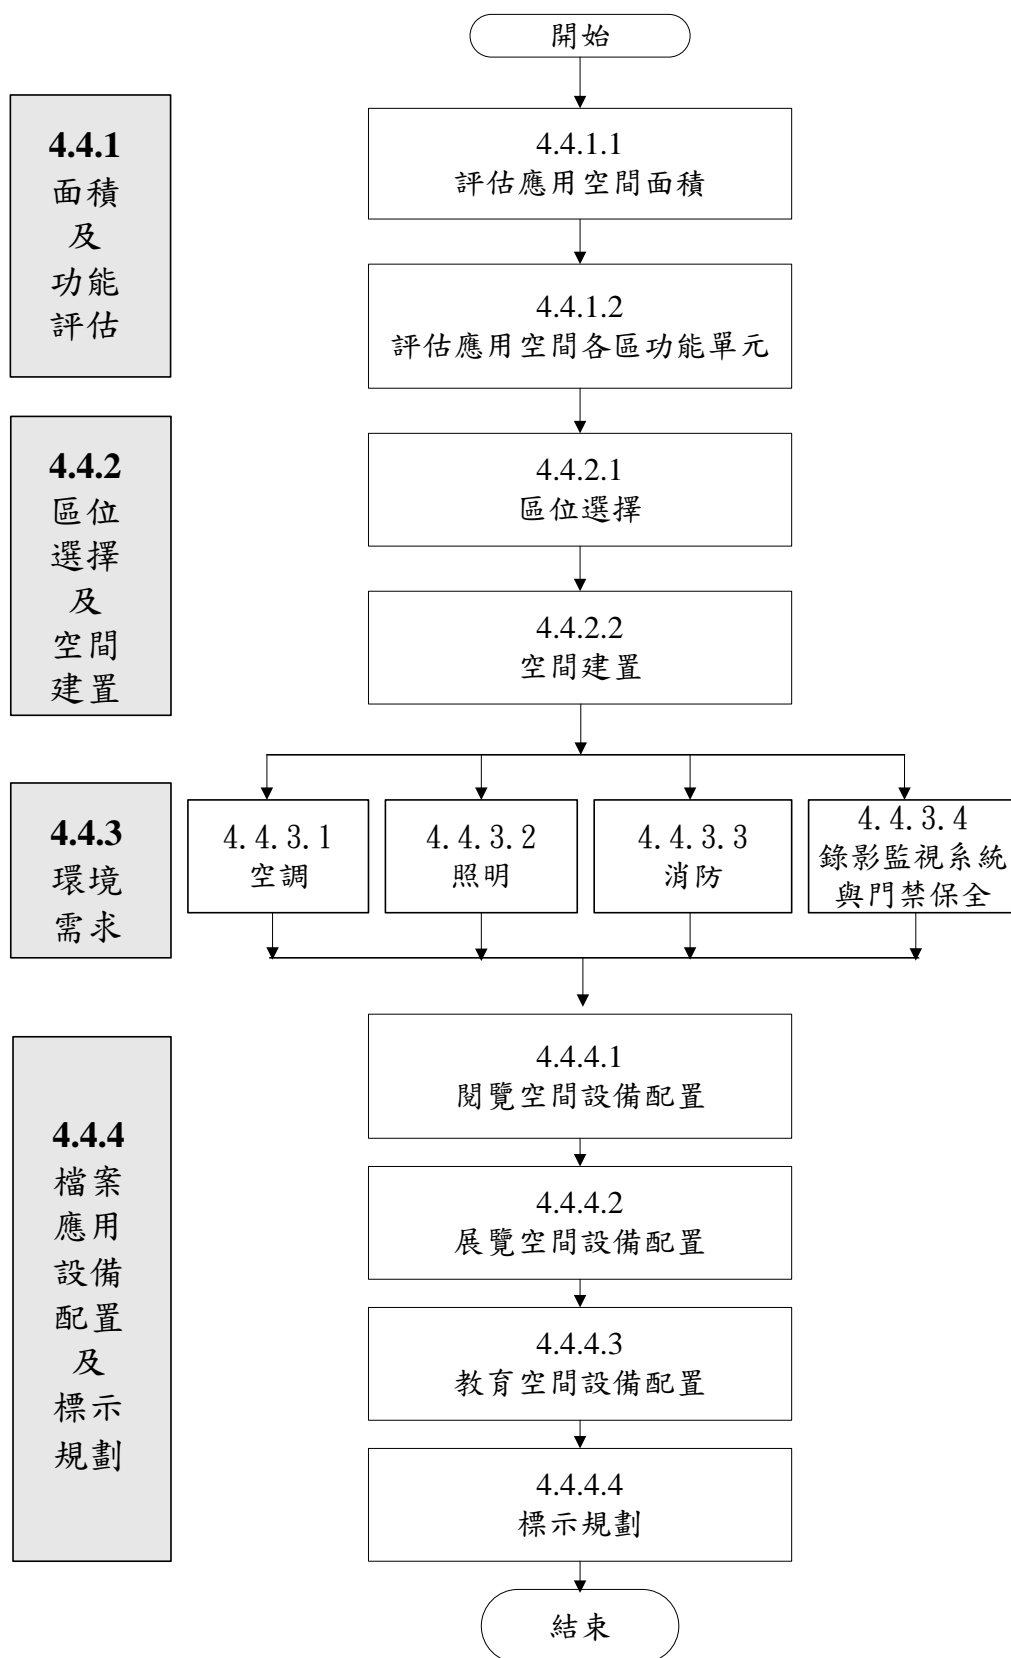 開始
4.4.1
面積
及
功能
評估
4.4.1.1
評估應用空間面積
4.4.1.2
評估應用空間各區功能單元
4.4.2
區位
選擇
及
空間
建置
4.4.2.1
區位選擇
4.4.2.2
空間建置
4.4.3
環境
需求
4.4.3.1
空調
4.4.3.2
照明
4.4.3.3
消防
4.4.3.4
錄影監視系統
與門禁保全
4.4.4
檔案
應用
設備
配置
及
標示
規劃
4.4.4.1
閱覽空間設備配置
4.4.4.2
展覽空間設備配置
4.4.4.3
教育空間設備配置
4.4.4.4
標示規劃
結束